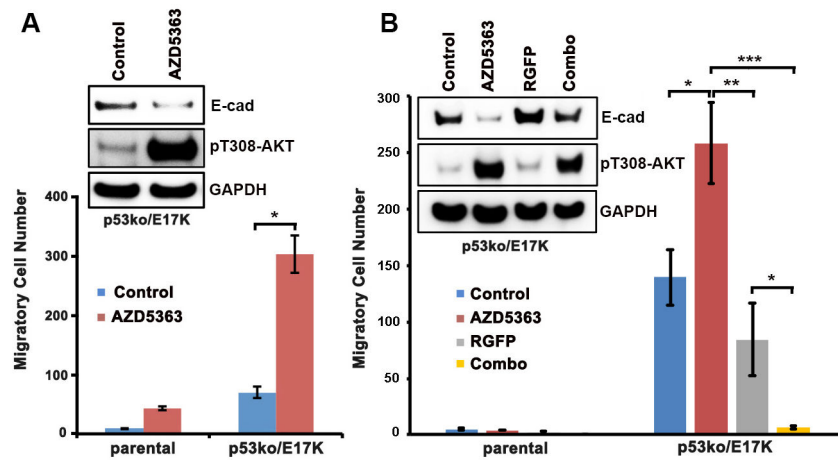 A
Control
AZD5363
E-cad
pT308-AKT
GAPDH
p53ko/E17K
Migratory Cell Number
400
300
200
100
0
*
Control
AZD5363
parental
p53ko/E17K
B
Control
AZD5363
RGFP
Combo
E-cad
pT308-AKT
GAPDH
p53ko/E17K
Migratory Cell Number
300
250
200
150
100
50
0
***
* **
*
Control
AZD5363
RGFP
Combo
parental
p53ko/E17K